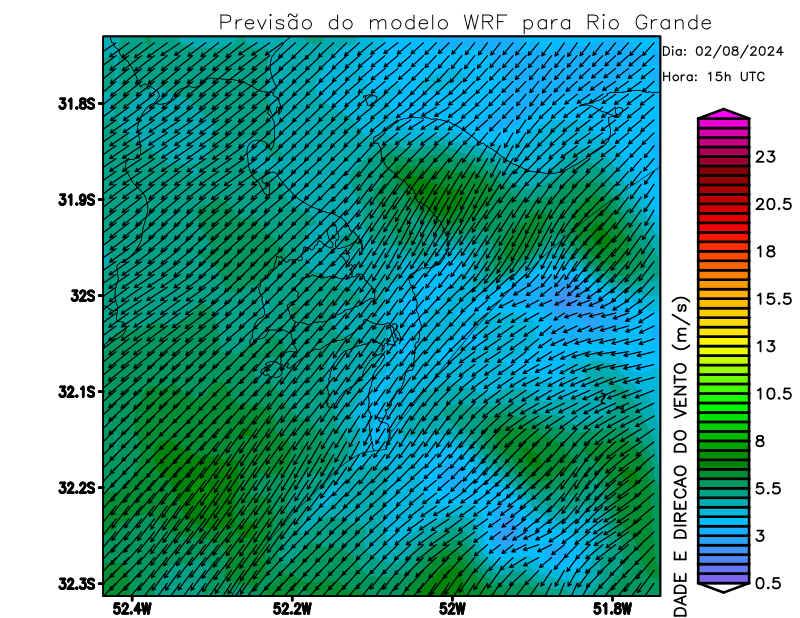 Previsão do modelo WRF para Rio Grande
Dia: 02/08/2024
Hora: 15h UTC
31.8S
31.9S
32S
32.1S
32.2S
32.3S
52.4W
52.2W
52W
51.8W
23
20.5
18
15.5
13
10.5
8
5.5
3
0.5
DADE E DIRECAO DO VENTO (m/s)